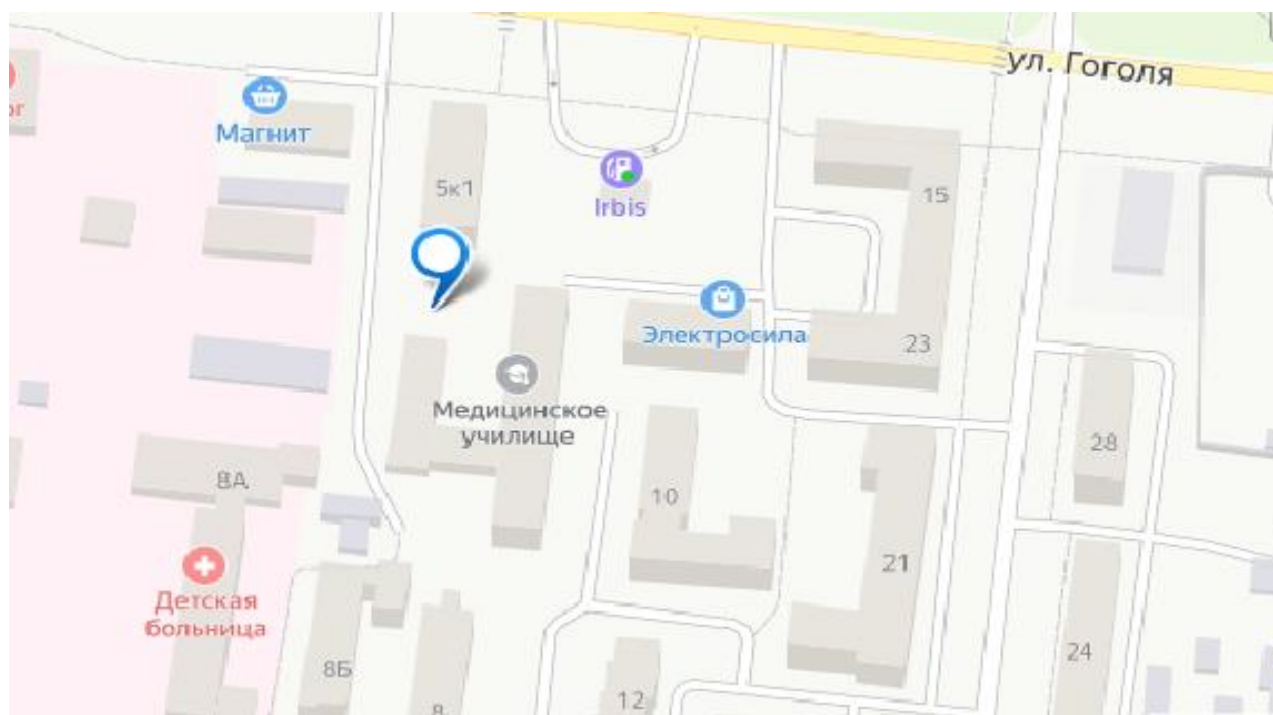 ул. Гоголя
ог
Магнит
5к1
Irbis
15
Электросила
23
Медицинское
училище
28
8А
10
21
Детская
больница
8Б
8
12
24